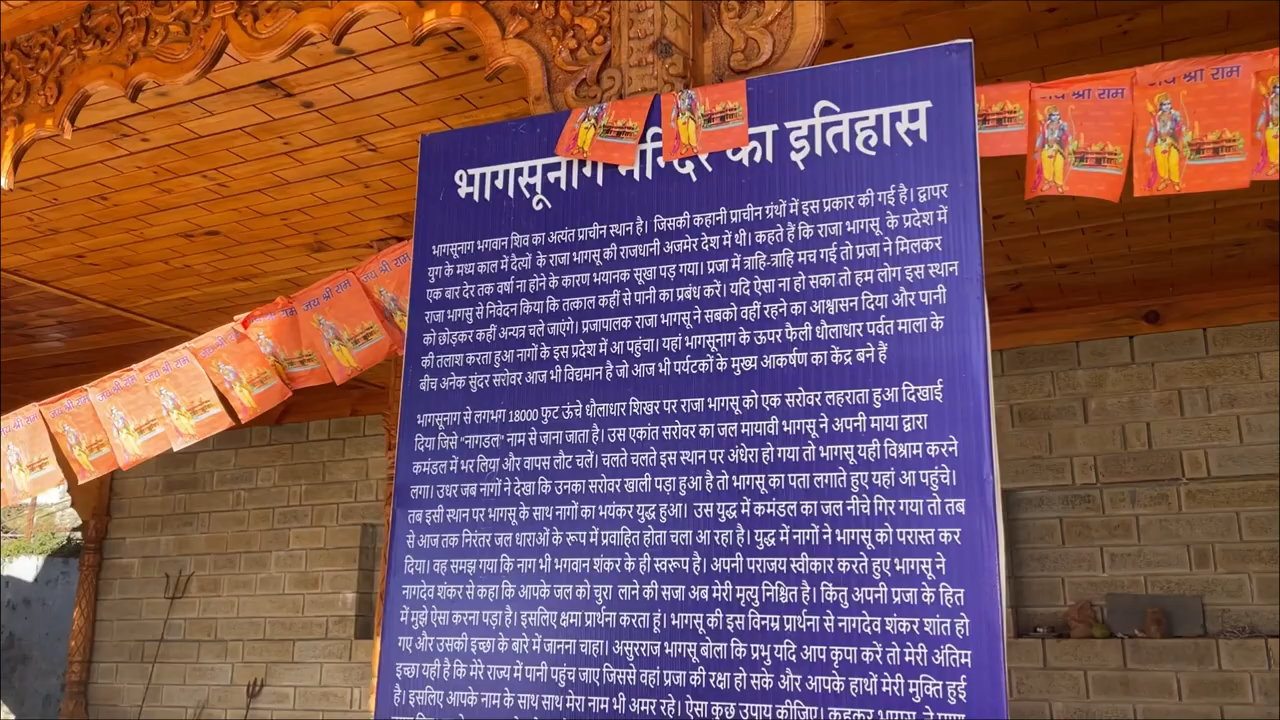 भागसूनाग मन्दिर का इतिहास
भागसूनाग भगवान शिव का अत्यंत प्राचीन स्थान है। जिसकी कहानी प्राचीन ग्रंथों में इस प्रकार की गई है। द्वापर
युग के मध्य काल में दैत्यों के राजा भागसू की राजधानी अजमेर देश में थी। कहते हैं कि राजा भागसू के प्रदेश में
एक बार देर तक वर्षा ना होने के कारण भयानक सूखा पड़ गया। प्रजा में त्राहि-त्राहि मच गई तो प्रजा ने मिलकर
राजा भागसु से निवेदन किया कि तत्काल कहीं से पानी का प्रबंध करें। यदि ऐसा ना हो सका तो हम लोग इस स्थान
को छोड़कर कहीं अन्यत्र चले जाएंगे। प्रजापालक राजा भागसू ने सबको वहीं रहने का आश्वासन दिया और पानी
की तलाश करता हुआ नागों के इस प्रदेश में आ पहुंचा। यहां भागसूनाग के ऊपर फैली धौलाधार पर्वत माला के
बीच अनेक सुंदर सरोवर आज भी विद्यमान है जो आज भी पर्यटकों के मुख्य आकर्षण का केंद्र बने हैं
भागसूनाग से लगभग 18000 फुट ऊंचे धौलाधार शिखर पर राजा भागसू को एक सरोवर लहराता हुआ दिखाई
दिया जिसे "नागडल" नाम से जाना जाता है। उस एकांत सरोवर का जल मायावी भागसू ने अपनी माया द्वारा
कमंडल में भर लिया और वापस लौट चलें। चलते चलते इस स्थान पर अंधेरा हो गया तो भागसू यही विश्राम करने
लगा। उधर जब नागों ने देखा कि उनका सरोवर खाली पड़ा हुआ है तो भागसू का पता लगाते हुए यहां आ पहुंचे।
तब इसी स्थान पर भागसू के साथ नागों का भयंकर युद्ध हुआ। उस युद्ध में कमंडल का जल नीचे गिर गया तो तब
से आज तक निरंतर जल धाराओं के रूप में प्रवाहित होता चला आ रहा है। युद्ध में नागों ने भागसू को परास्त कर
दिया। वह समझ गया कि नाग भी भगवान शंकर के ही स्वरूप है। अपनी पराजय स्वीकार करते हुए भागसू ने
नागदेव शंकर से कहा कि आपके जल को चुरा लाने की सजा अब मेरी मृत्यु निश्चित है। किंतु अपनी प्रजा के हित
में मुझे ऐसा करना पड़ा है। इसलिए क्षमा प्रार्थना करता हूं। भागसू की इस विनम्र प्रार्थना से नागदेव शंकर शांत हो
गए और उसकी इच्छा के बारे में जानना चाहा। असुरराज भागसू बोला कि प्रभु यदि आप कृपा करें तो मेरी अंतिम
इच्छा यही है कि मेरे राज्य में पानी पहुंच जाए जिससे वहां प्रजा की रक्षा हो सके और आपके हाथों मेरी मुक्ति हुई
है। इसलिए आपके नाम के साथ साथ मेरा नाम भी अमर रहे। ऐसा कुछ उपाय कीजिए। कहकर भागसू ने
जय श्री राम
जय श्री राम
जय श्री राम
जय श्री राम